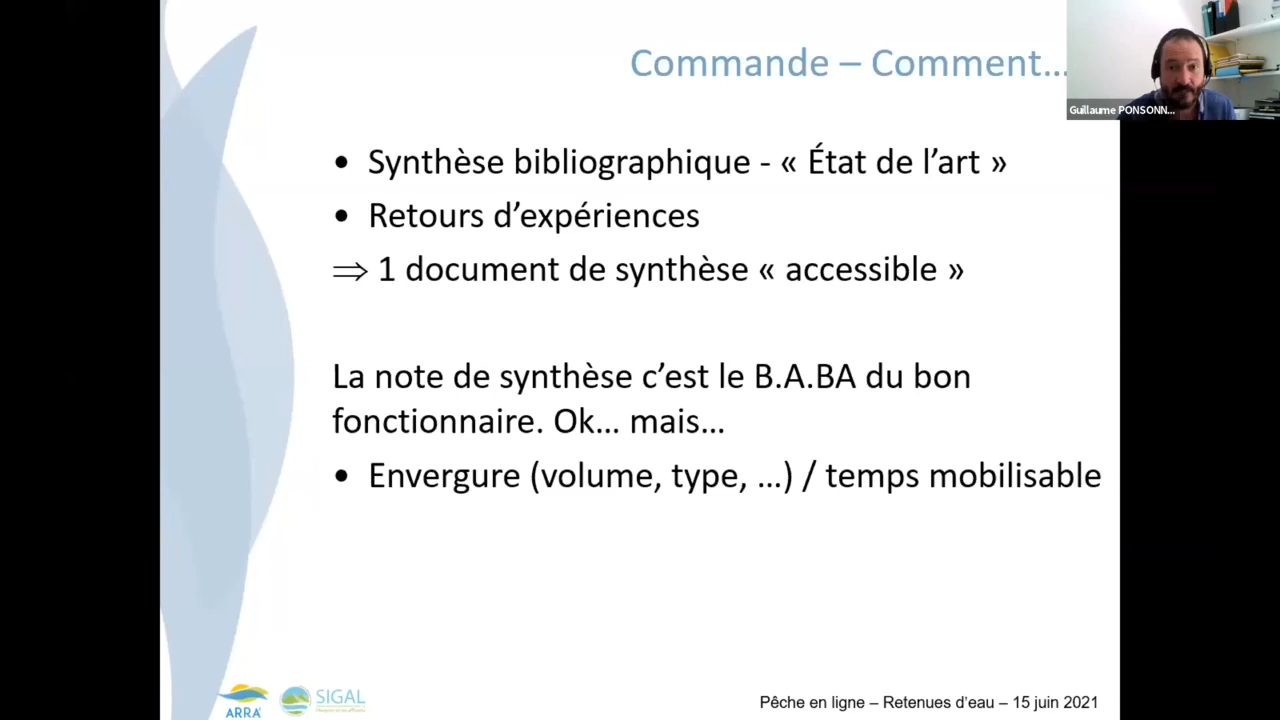 Commande – Comment…
Guillaume PONSONN...
• Synthèse bibliographique - « État de l’art »
• Retours d’expériences
⇒ 1 document de synthèse « accessible »
La note de synthèse c’est le B.A.BA du bon
fonctionnaire. Ok… mais…
• Envergure (volume, type, …) / temps mobilisable
ARRA²
SIGAL
Pêche en ligne – Retenues d’eau – 15 juin 2021